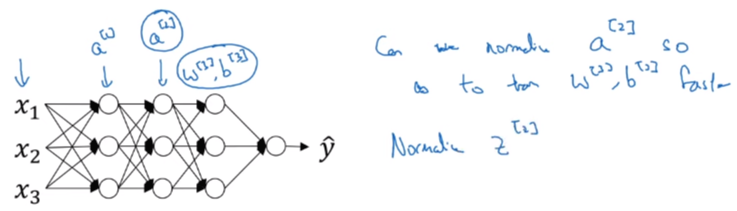 a^[1] a^[2]
w^[3], b^[3]
x₁
x₂
x₃
ŷ
Can we normalize a^[2] so
as to train w^[3], b^[3] faster
Normalize z^[2]